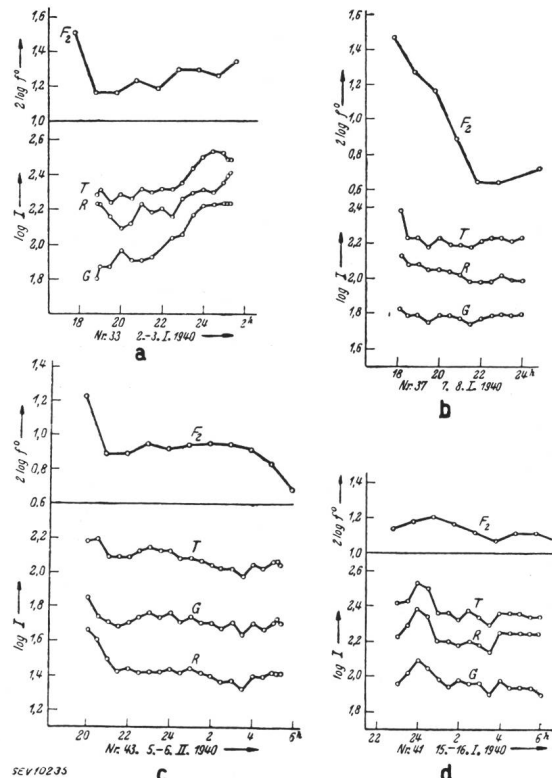 a
2 log f°
1,6
1,4
1,2
1,0
F₂
log I
2,6
2,4
2,2
2,0
1,8
T
R
G
18 20 22 24 2ʰ
Nr. 33 2.-3. I. 1940
a
2 log f°
1,6
1,4
1,2
1,0
0,8
0,6
F₂
log I
2,4
2,2
2,0
1,8
1,6
T
R
G
18 20 22 24ʰ
Nr. 37 7. 8. I. 1940
b
2 log f°
1,4
1,2
1,0
0,8
0,6
F₂
log I
2,2
2,0
1,8
1,6
1,4
1,2
T
G
R
20 22 24 2 4 6ʰ
Nr. 43. 5.-6. II. 1940
c
2 log f°
1,4
1,2
1,0
F₂
log I
2,6
2,4
2,2
2,0
1,8
T
R
G
22 24 2 4 6ʰ
Nr. 41 15.-16. I. 1940
d
SEV10235